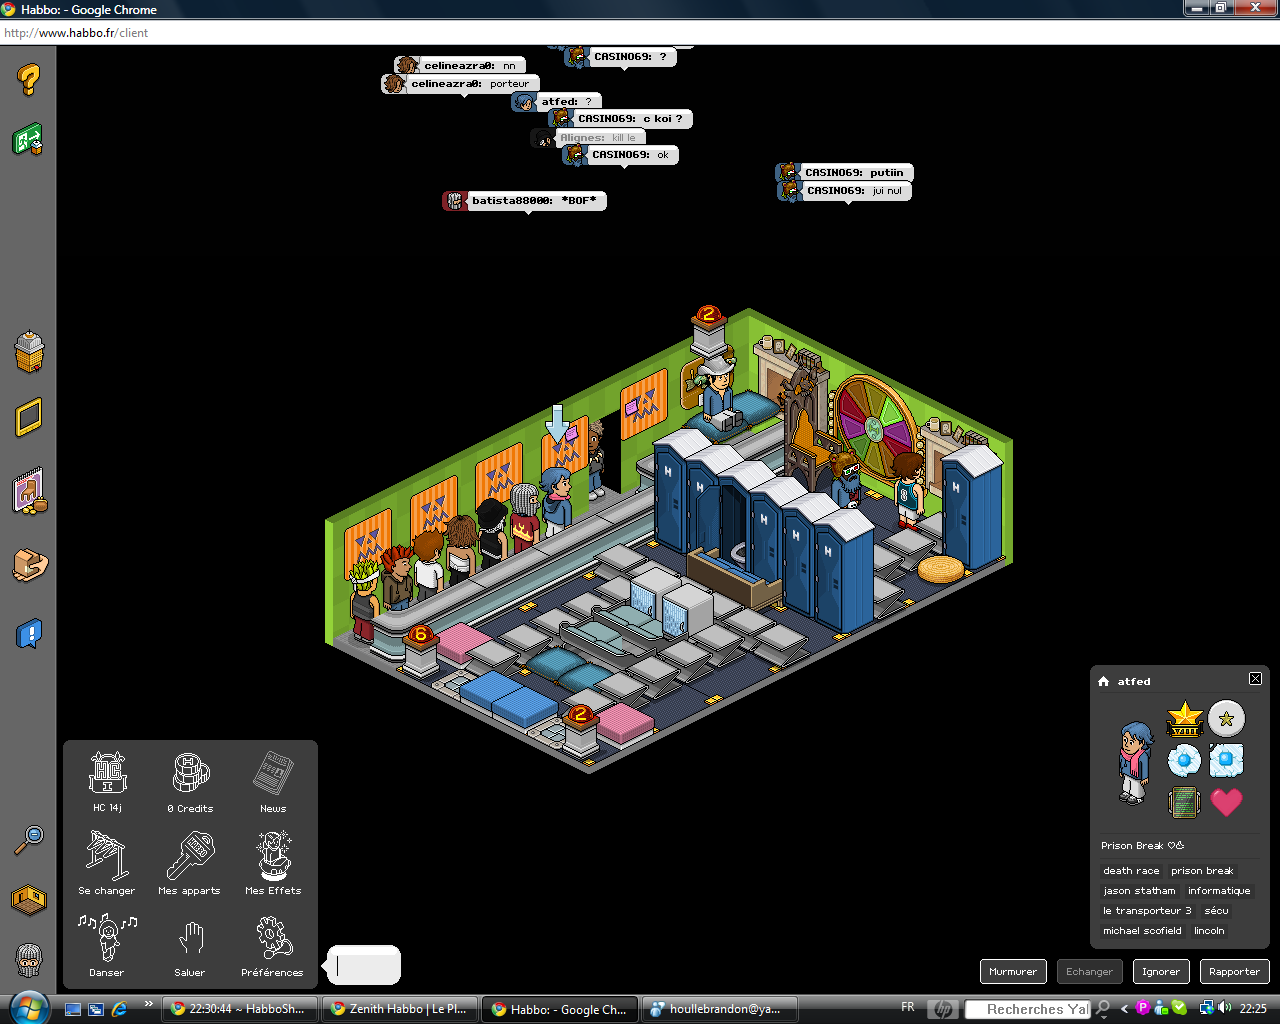 Habbo: - Google Chrome
http://www.habbo.fr/client
CASINO69: ?
celineazra0: nn
celineazra0: porteur
atfed: ?
CASINO69: c koi ?
Alignes: kill le
CASINO69: ok
CASINO69: putiin
CASINO69: jui nul
batista88000: *BOF*
2
6
2
H
H
H
H
H
atfed
Prison Break ♡
death race
prison break
jason statham
informatique
le transporteur 3
sécu
michael scofield
lincoln
HC
I
HC 14j
0 Credits
News
Se changer
Mes apparts
Mes Effets
Danser
Saluer
Préférences
Murmurer
Echanger
Ignorer
Rapporter
22:30:44 ~ HabboSh...
Zenith Habbo | Le Pl...
Habbo: - Google Ch...
houllebrandon@ya...
FR
hp
Recherches Ya
22:25